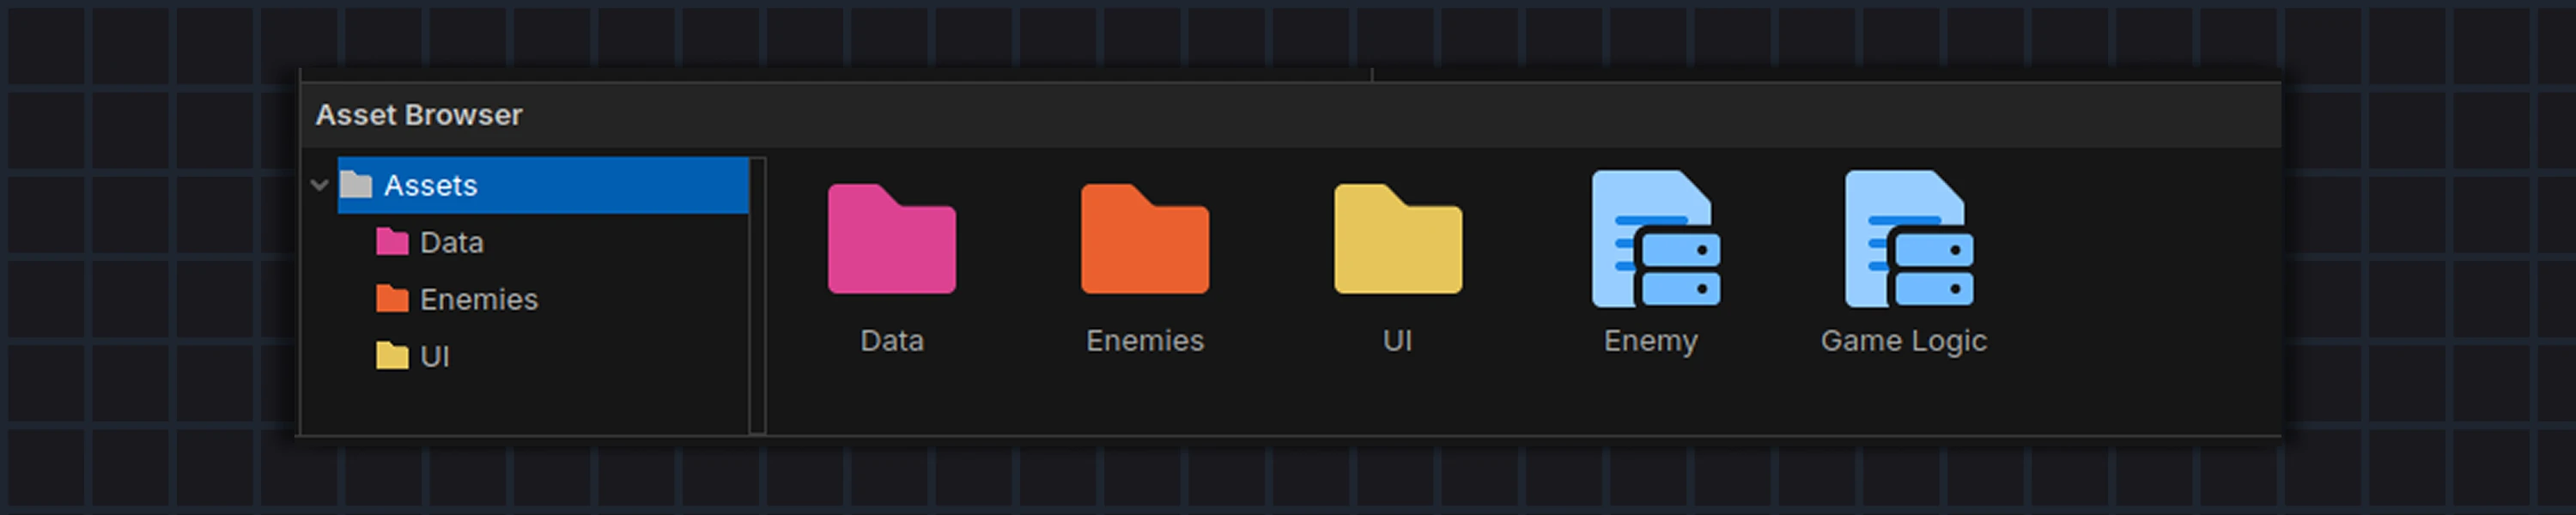 Asset Browser
Assets
Data
Enemies
UI
Data
Enemies
UI
Enemy
Game Logic